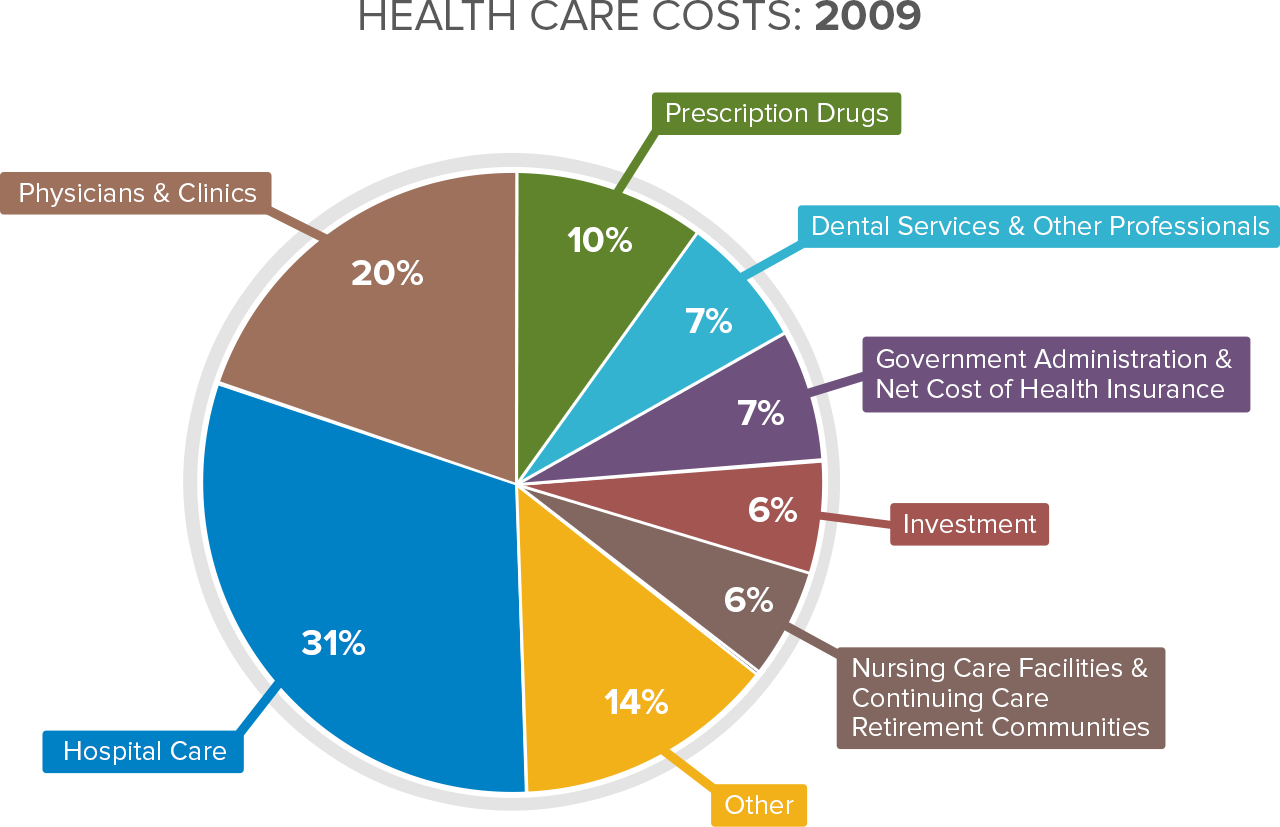 HEALTH CARE COSTS: 2009
Prescription Drugs
10%
Dental Services & Other Professionals
7%
Government Administration &
Net Cost of Health Insurance
7%
Investment
6%
Nursing Care Facilities &
Continuing Care
Retirement Communities
6%
Other
14%
Hospital Care
31%
Physicians & Clinics
20%